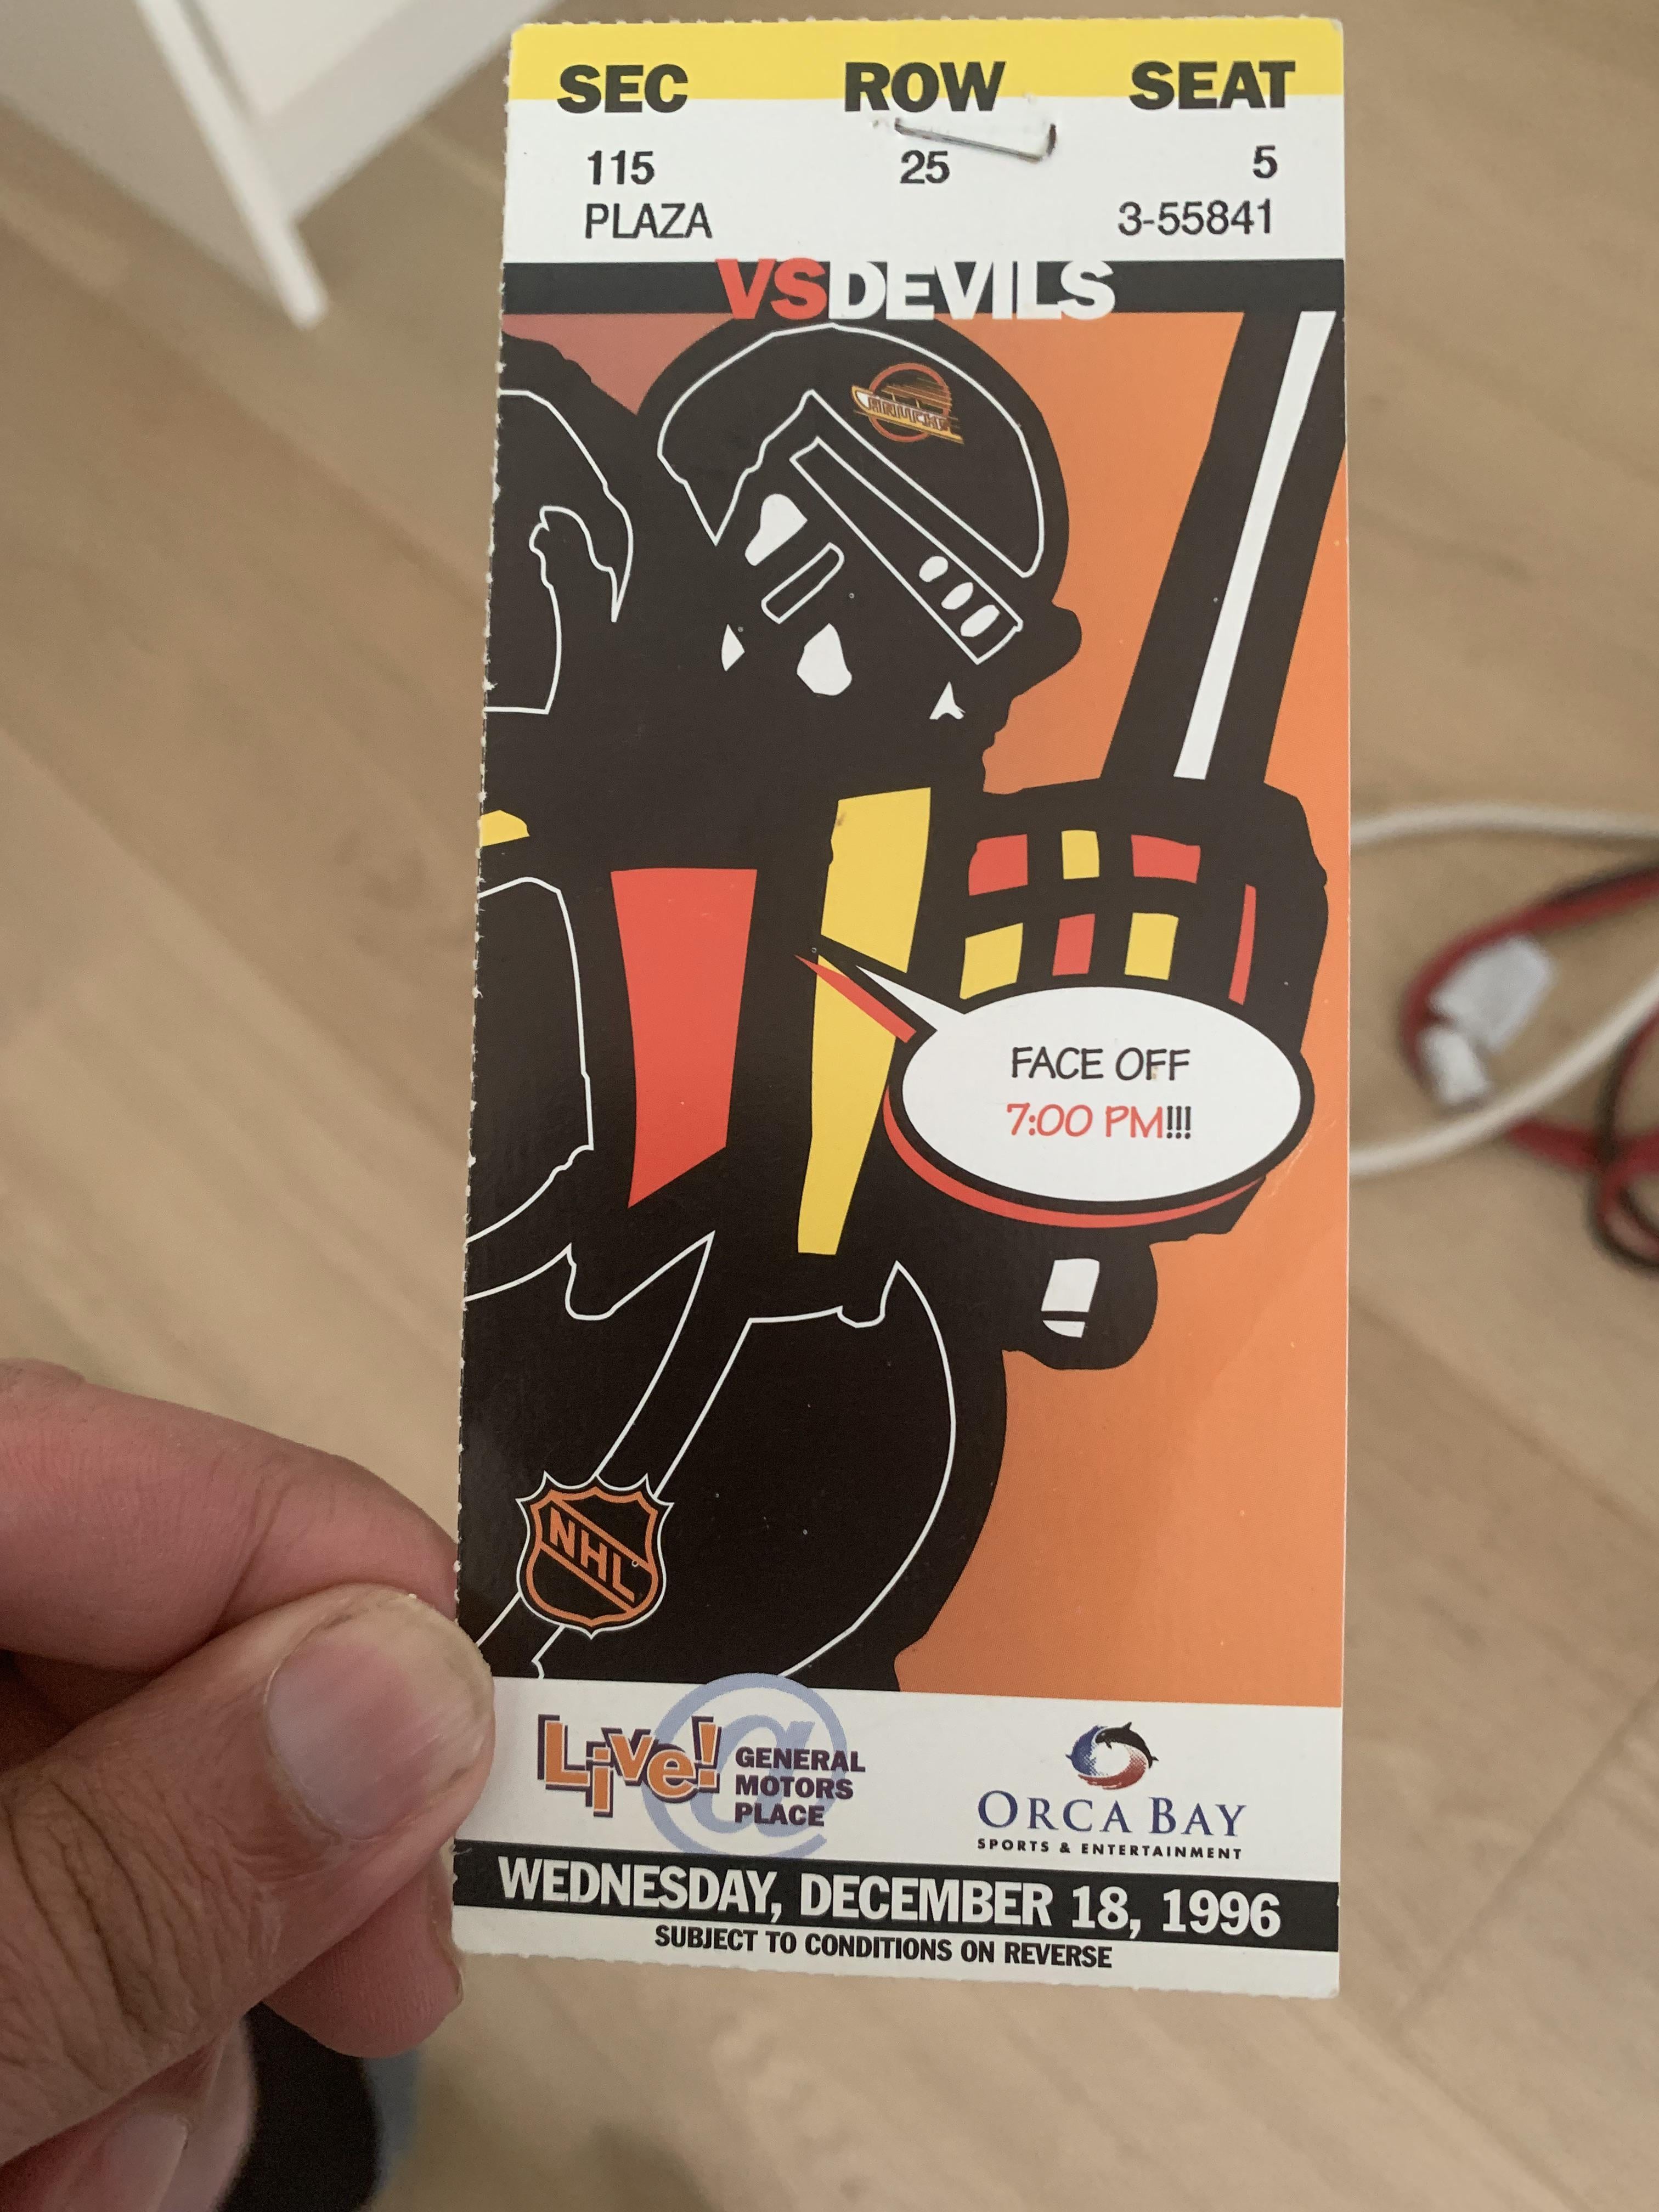 SEC ROW SEAT
115 25 5
PLAZA 3-55841
VS DEVILS
FACE OFF
7:00 PM!!!
NHL
Live! @ GENERAL
MOTORS
PLACE
ORCA BAY
SPORTS & ENTERTAINMENT
WEDNESDAY, DECEMBER 18, 1996
SUBJECT TO CONDITIONS ON REVERSE